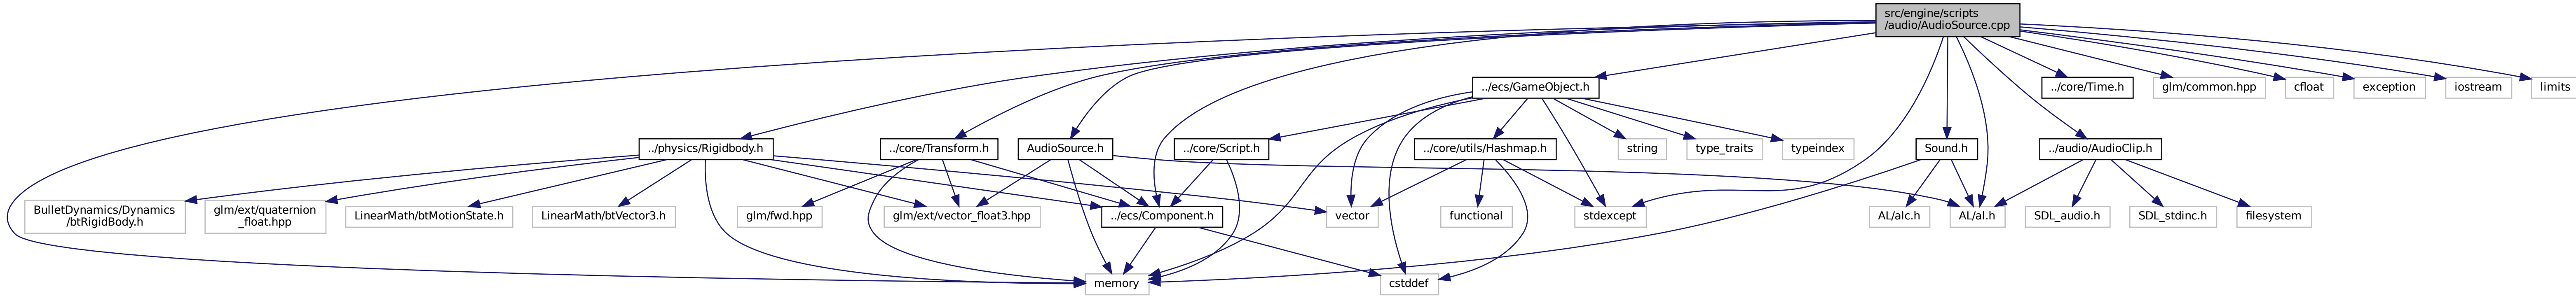 src/engine/scripts
/audio/AudioSource.cpp
../ecs/GameObject.h
../core/Time.h
glm/common.hpp
cfloat
exception
iostream
limits
../physics/Rigidbody.h
../core/Transform.h
AudioSource.h
../core/Script.h
../core/utils/Hashmap.h
string
type_traits
typeindex
Sound.h
../audio/AudioClip.h
BulletDynamics/Dynamics
/btRigidBody.h
glm/ext/quaternion
_float.hpp
LinearMath/btMotionState.h
LinearMath/btVector3.h
glm/fwd.hpp
glm/ext/vector_float3.hpp
../ecs/Component.h
vector
functional
stdexcept
AL/alc.h
AL/al.h
SDL_audio.h
SDL_stdinc.h
filesystem
memory
cstddef